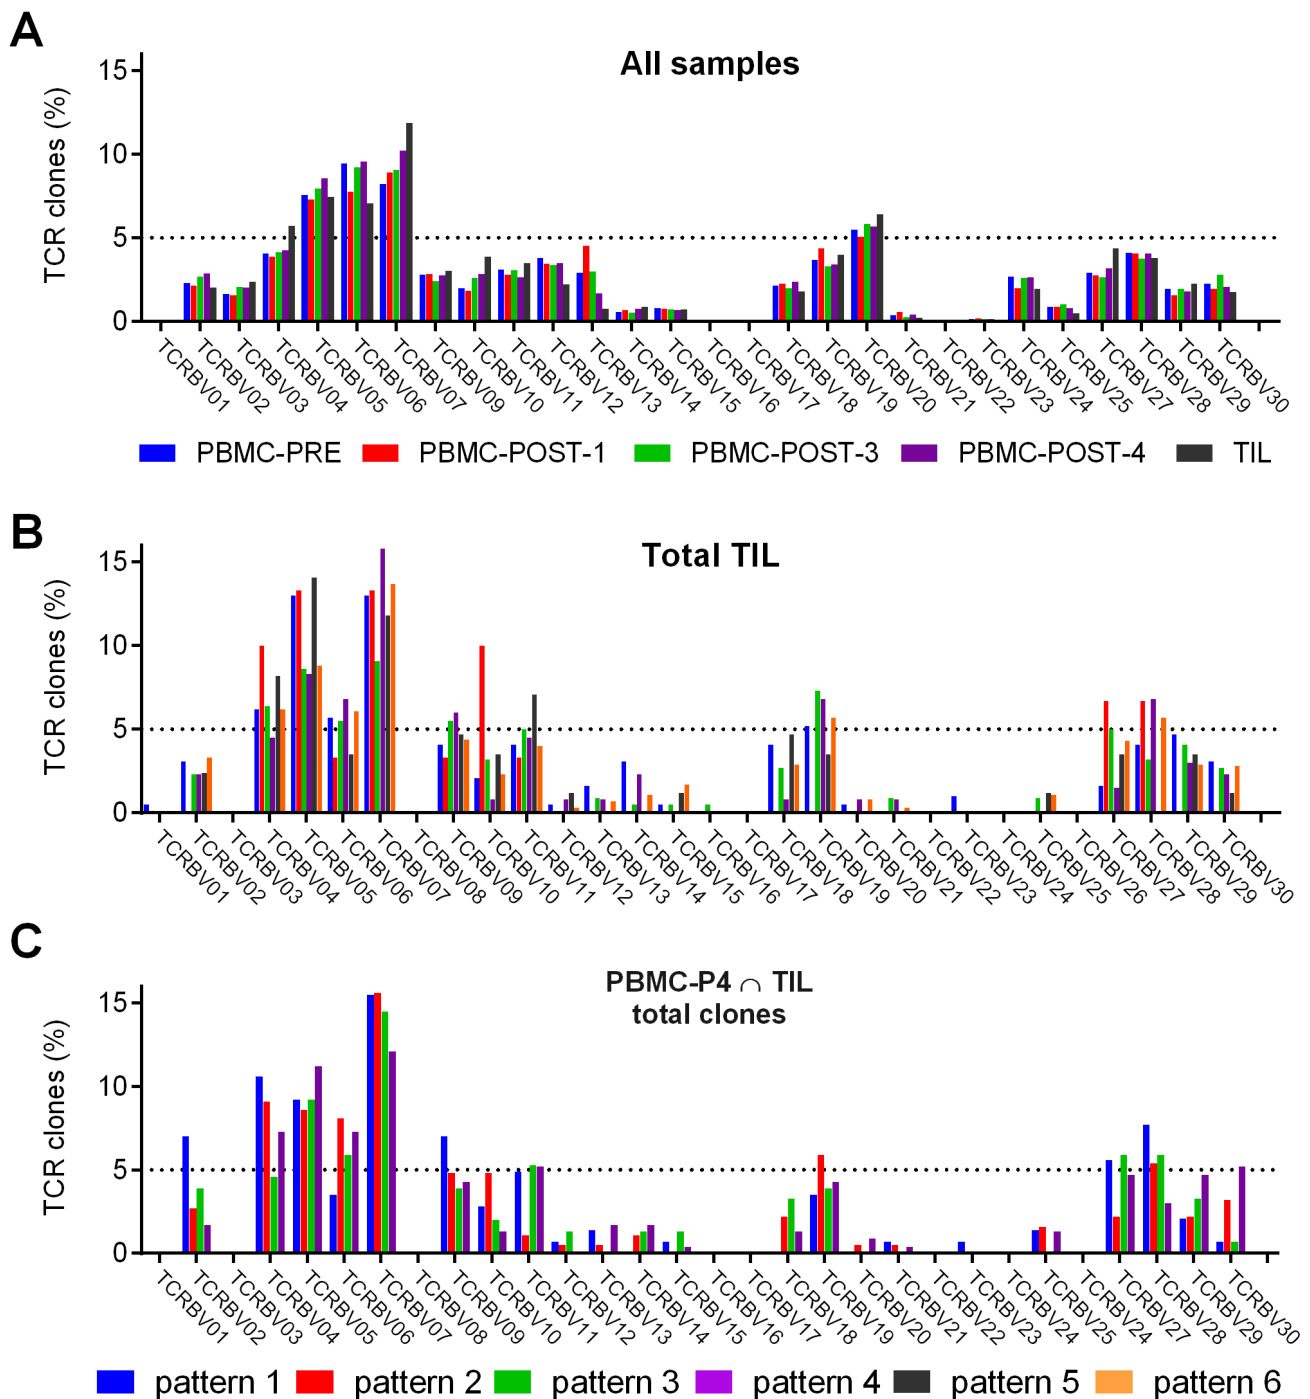 A
All samples
TCR clones (%)
15
10
5
0
TCRBV01
TCRBV02
TCRBV03
TCRBV04
TCRBV05
TCRBV06
TCRBV07
TCRBV09
TCRBV10
TCRBV11
TCRBV12
TCRBV13
TCRBV14
TCRBV15
TCRBV16
TCRBV17
TCRBV18
TCRBV19
TCRBV20
TCRBV21
TCRBV22
TCRBV23
TCRBV24
TCRBV25
TCRBV27
TCRBV28
TCRBV29
TCRBV30
PBMC-PRE PBMC-POST-1 PBMC-POST-3 PBMC-POST-4 TIL
B
Total TIL
TCR clones (%)
15
10
5
0
TCRBV01
TCRBV02
TCRBV03
TCRBV04
TCRBV05
TCRBV06
TCRBV07
TCRBV08
TCRBV09
TCRBV10
TCRBV11
TCRBV12
TCRBV13
TCRBV14
TCRBV15
TCRBV16
TCRBV17
TCRBV18
TCRBV19
TCRBV20
TCRBV21
TCRBV22
TCRBV23
TCRBV24
TCRBV25
TCRBV26
TCRBV27
TCRBV28
TCRBV29
TCRBV30
C
PBMC-P4 ∩ TIL
total clones
TCR clones (%)
15
10
5
0
TCRBV01
TCRBV02
TCRBV03
TCRBV04
TCRBV05
TCRBV06
TCRBV07
TCRBV08
TCRBV09
TCRBV10
TCRBV11
TCRBV12
TCRBV13
TCRBV14
TCRBV15
TCRBV16
TCRBV17
TCRBV18
TCRBV19
TCRBV20
TCRBV21
TCRBV22
TCRBV23
TCRBV24
TCRBV25
TCRBV24
TCRBV27
TCRBV28
TCRBV29
TCRBV30
pattern 1 pattern 2 pattern 3 pattern 4 pattern 5 pattern 6